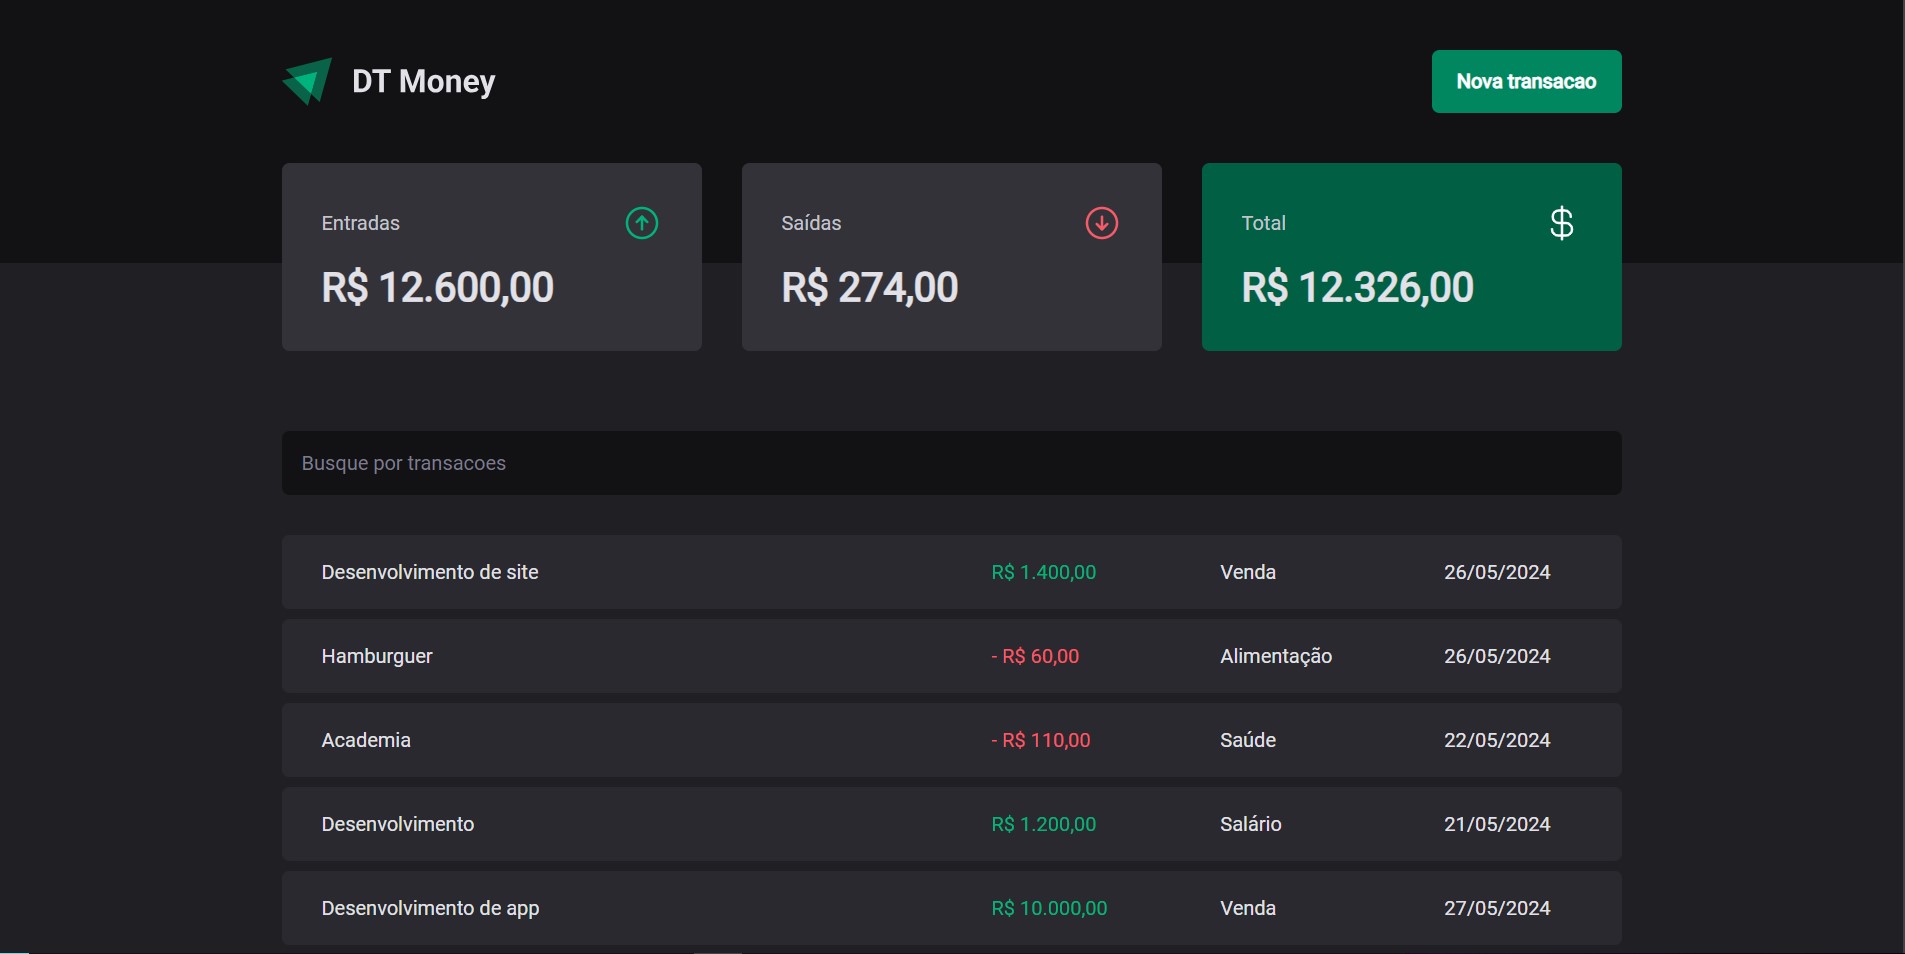 DT Money
Nova transacao
Entradas
R$ 12.600,00
Saídas
R$ 274,00
Total
$
R$ 12.326,00
Busque por transacoes
Desenvolvimento de site R$ 1.400,00 Venda 26/05/2024
Hamburguer - R$ 60,00 Alimentação 26/05/2024
Academia - R$ 110,00 Saúde 22/05/2024
Desenvolvimento R$ 1.200,00 Salário 21/05/2024
Desenvolvimento de app R$ 10.000,00 Venda 27/05/2024